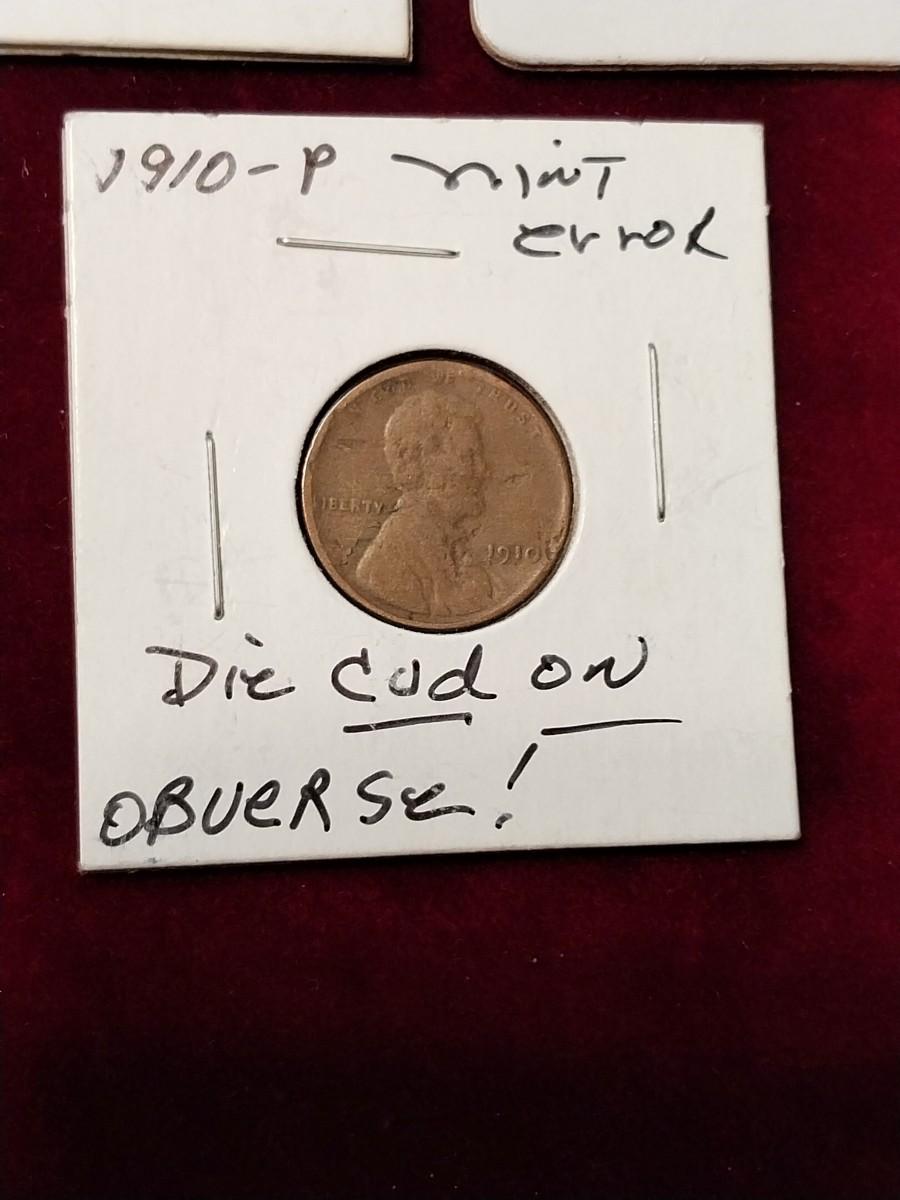 1910-P MINT
error
IN GOD WE TRUST
LIBERTY
1910
Die Cud ON
OBVERSE!